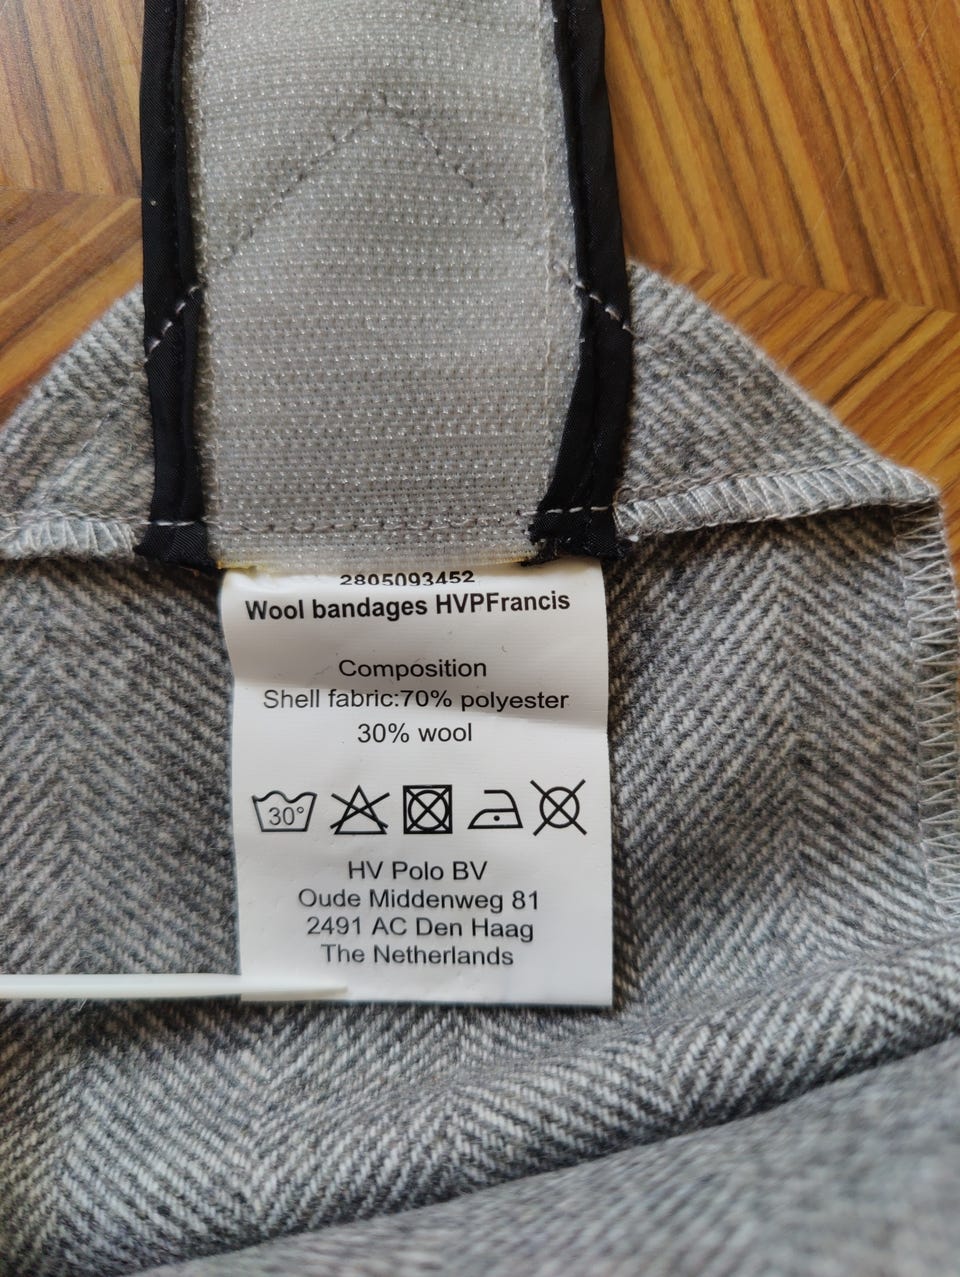 2805093452
Wool bandages HVPFrancis
Composition
Shell fabric:70% polyester
30% wool
30°
HV Polo BV
Oude Middenweg 81
2491 AC Den Haag
The Netherlands